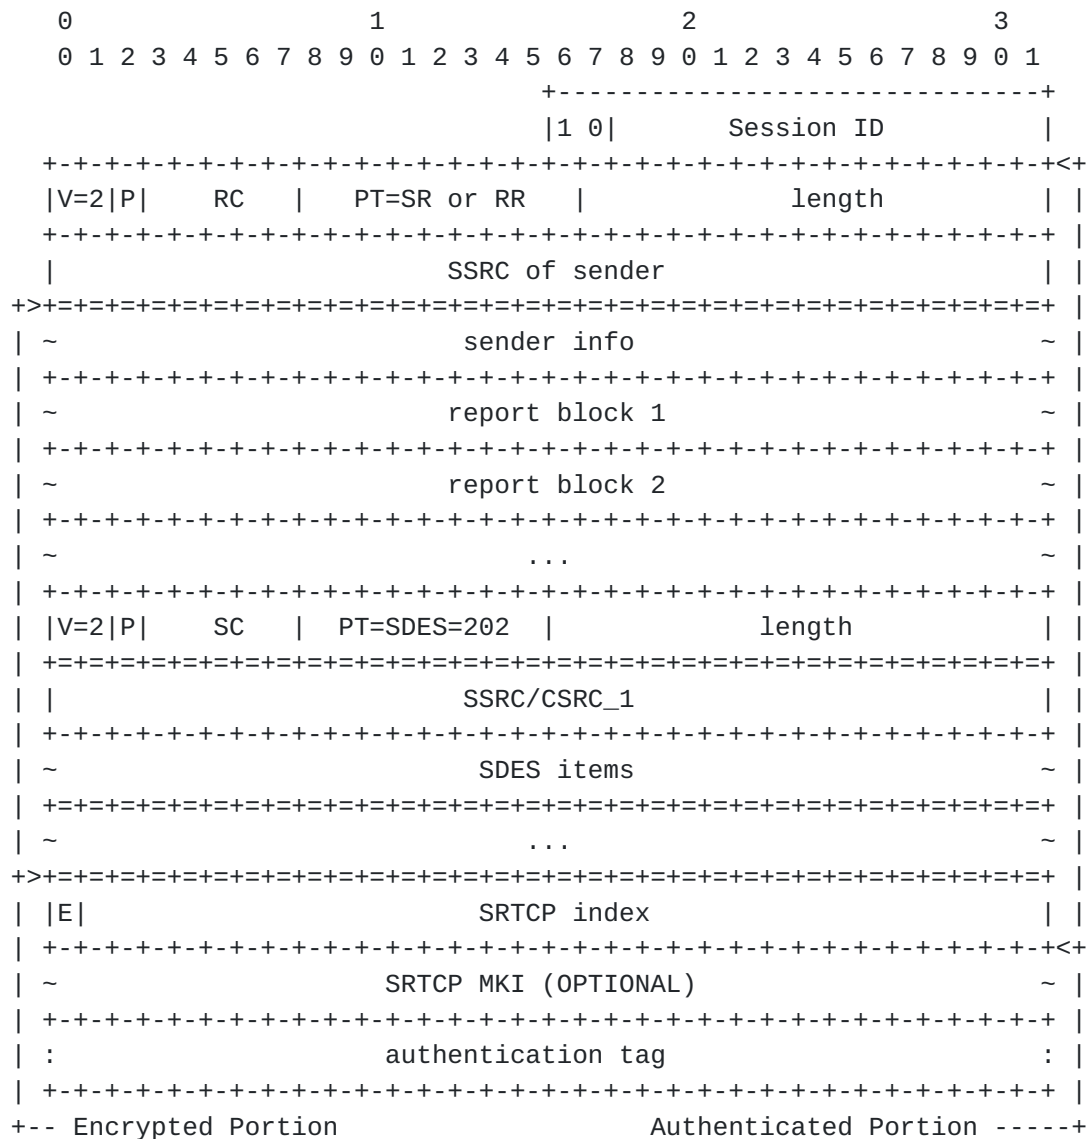 0                   1                   2                   3
    0 1 2 3 4 5 6 7 8 9 0 1 2 3 4 5 6 7 8 9 0 1 2 3 4 5 6 7 8 9 0 1
                                   +-------------------------------+
                                   |1 0|       Session ID          |
   +-+-+-+-+-+-+-+-+-+-+-+-+-+-+-+-+-+-+-+-+-+-+-+-+-+-+-+-+-+-+-+-+<+
   |V=2|P|    RC   |   PT=SR or RR   |             length          | |
   +-+-+-+-+-+-+-+-+-+-+-+-+-+-+-+-+-+-+-+-+-+-+-+-+-+-+-+-+-+-+-+-+ |
   |                         SSRC of sender                        | |
 +>+=+=+=+=+=+=+=+=+=+=+=+=+=+=+=+=+=+=+=+=+=+=+=+=+=+=+=+=+=+=+=+=+ |
 | ~                          sender info                          ~ |
 | +-+-+-+-+-+-+-+-+-+-+-+-+-+-+-+-+-+-+-+-+-+-+-+-+-+-+-+-+-+-+-+-+ |
 | ~                         report block 1                        ~ |
 | +-+-+-+-+-+-+-+-+-+-+-+-+-+-+-+-+-+-+-+-+-+-+-+-+-+-+-+-+-+-+-+-+ |
 | ~                         report block 2                        ~ |
 | +-+-+-+-+-+-+-+-+-+-+-+-+-+-+-+-+-+-+-+-+-+-+-+-+-+-+-+-+-+-+-+-+ |
 | ~                              ...                              ~ |
 | +-+-+-+-+-+-+-+-+-+-+-+-+-+-+-+-+-+-+-+-+-+-+-+-+-+-+-+-+-+-+-+-+ |
 | |V=2|P|    SC   |  PT=SDES=202  |             length            | |
 | +=+=+=+=+=+=+=+=+=+=+=+=+=+=+=+=+=+=+=+=+=+=+=+=+=+=+=+=+=+=+=+=+ |
 | |                          SSRC/CSRC_1                          | |
 | +-+-+-+-+-+-+-+-+-+-+-+-+-+-+-+-+-+-+-+-+-+-+-+-+-+-+-+-+-+-+-+-+ |
 | ~                           SDES items                          ~ |
 | +=+=+=+=+=+=+=+=+=+=+=+=+=+=+=+=+=+=+=+=+=+=+=+=+=+=+=+=+=+=+=+=+ |
 | ~                              ...                              ~ |
 +>+=+=+=+=+=+=+=+=+=+=+=+=+=+=+=+=+=+=+=+=+=+=+=+=+=+=+=+=+=+=+=+=+ |
 | |E|                         SRTCP index                         | |
 | +-+-+-+-+-+-+-+-+-+-+-+-+-+-+-+-+-+-+-+-+-+-+-+-+-+-+-+-+-+-+-+-+<+
 | ~                     SRTCP MKI (OPTIONAL)                      ~ |
 | +-+-+-+-+-+-+-+-+-+-+-+-+-+-+-+-+-+-+-+-+-+-+-+-+-+-+-+-+-+-+-+-+ |
 | :                     authentication tag                        : |
 | +-+-+-+-+-+-+-+-+-+-+-+-+-+-+-+-+-+-+-+-+-+-+-+-+-+-+-+-+-+-+-+-+ |
 +-- Encrypted Portion                    Authenticated Portion -----+